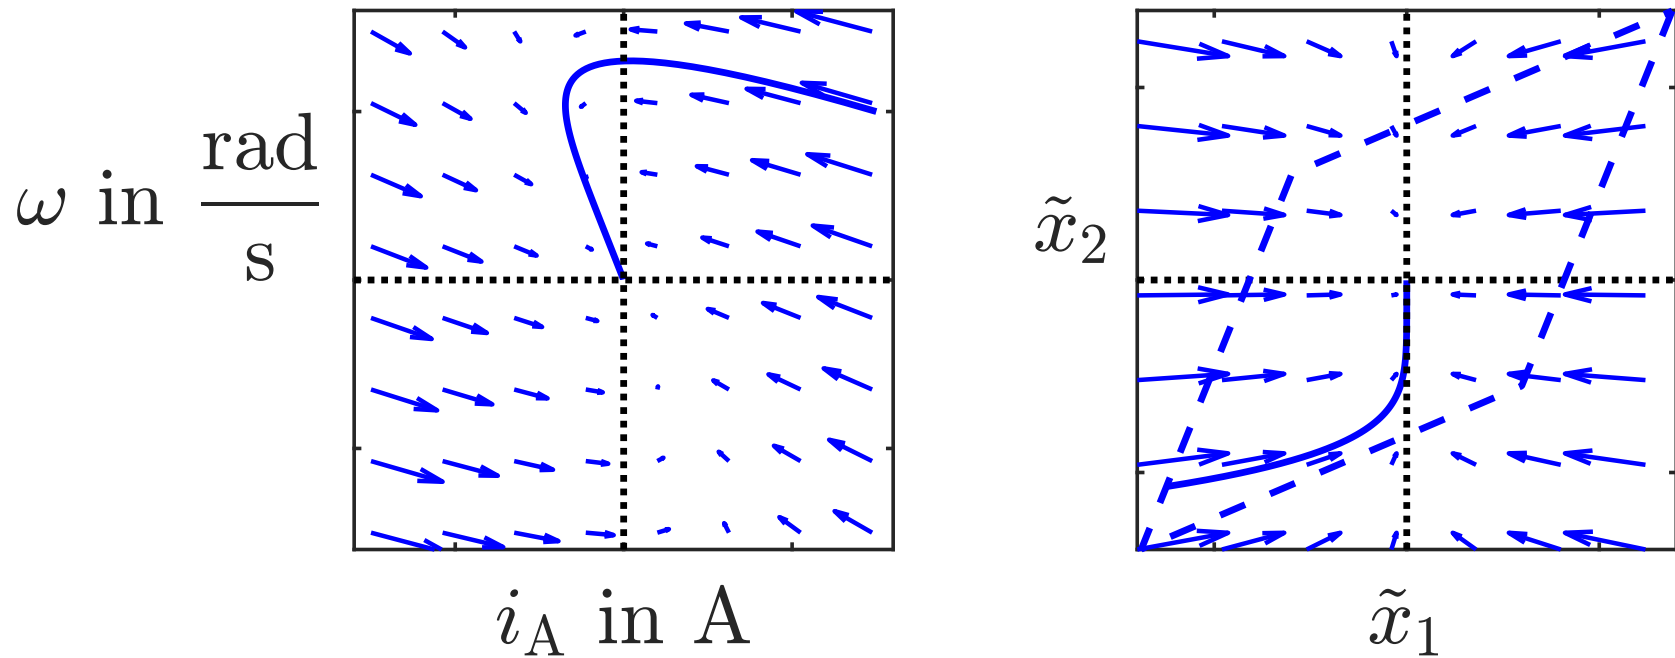 ω in rad/s
i_A in A
x̃_2
x̃_1